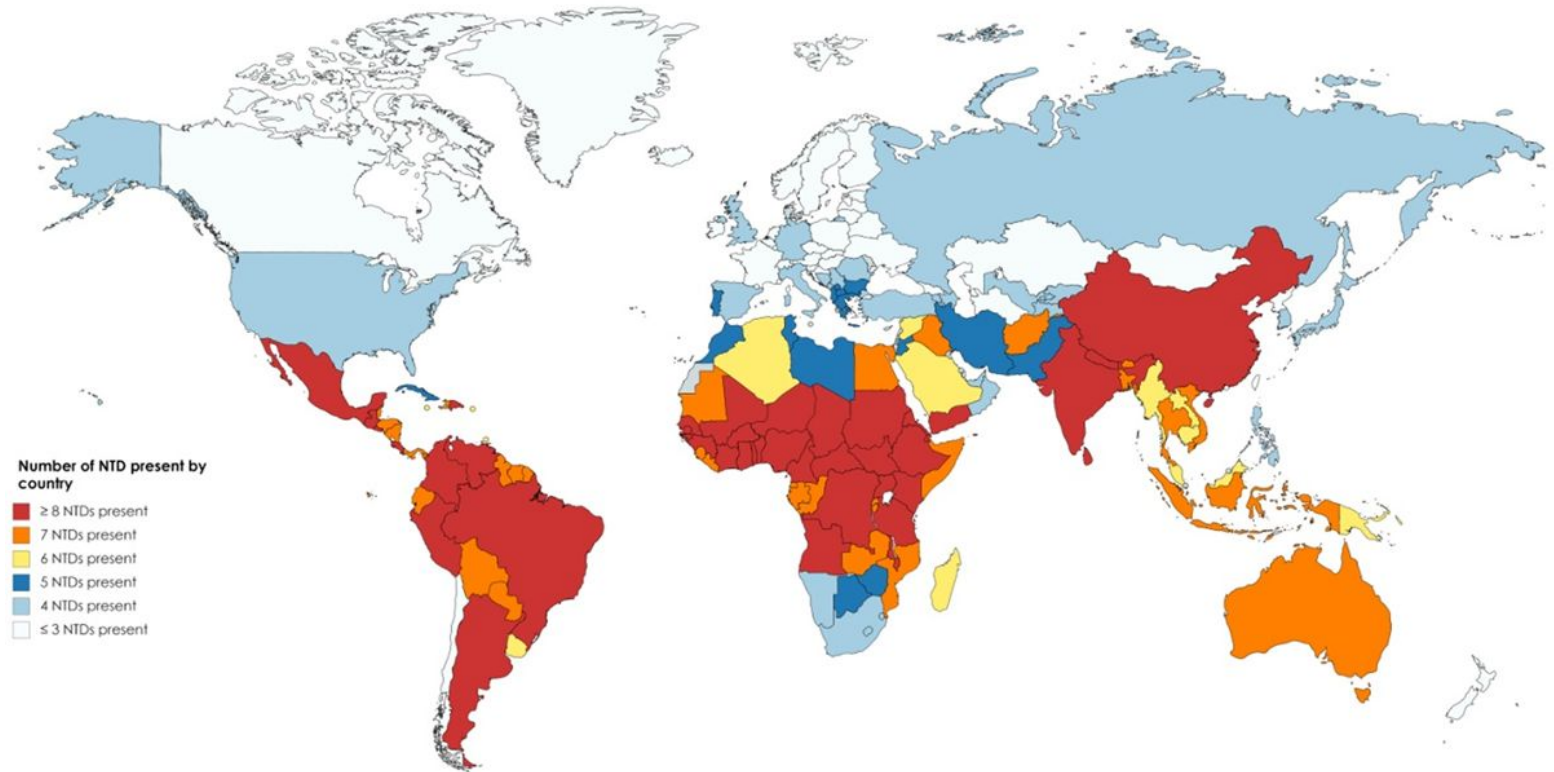 Number of NTD present by
country
≥ 8 NTDs present
7 NTDs present
6 NTDs present
5 NTDs present
4 NTDs present
≤ 3 NTDs present